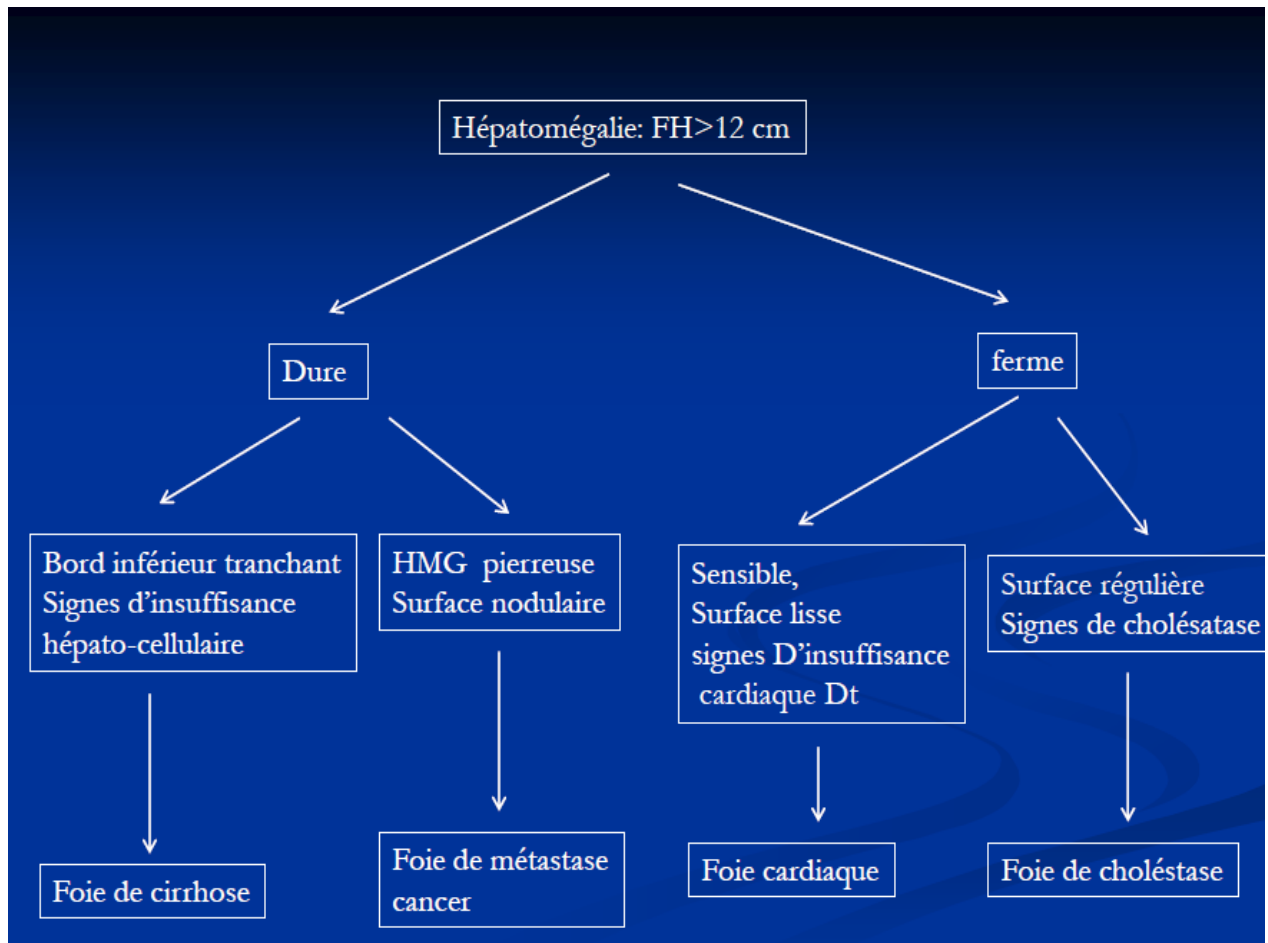 Hépatomégalie: FH>12 cm
Dure
ferme
Bord inférieur tranchant
Signes d'insuffisance
hépato-cellulaire
HMG pierreuse
Surface nodulaire
Sensible,
Surface lisse
signes D'insuffisance
cardiaque Dt
Surface régulière
Signes de cholésatase
Foie de cirrhose
Foie de métastase
cancer
Foie cardiaque
Foie de choléstase